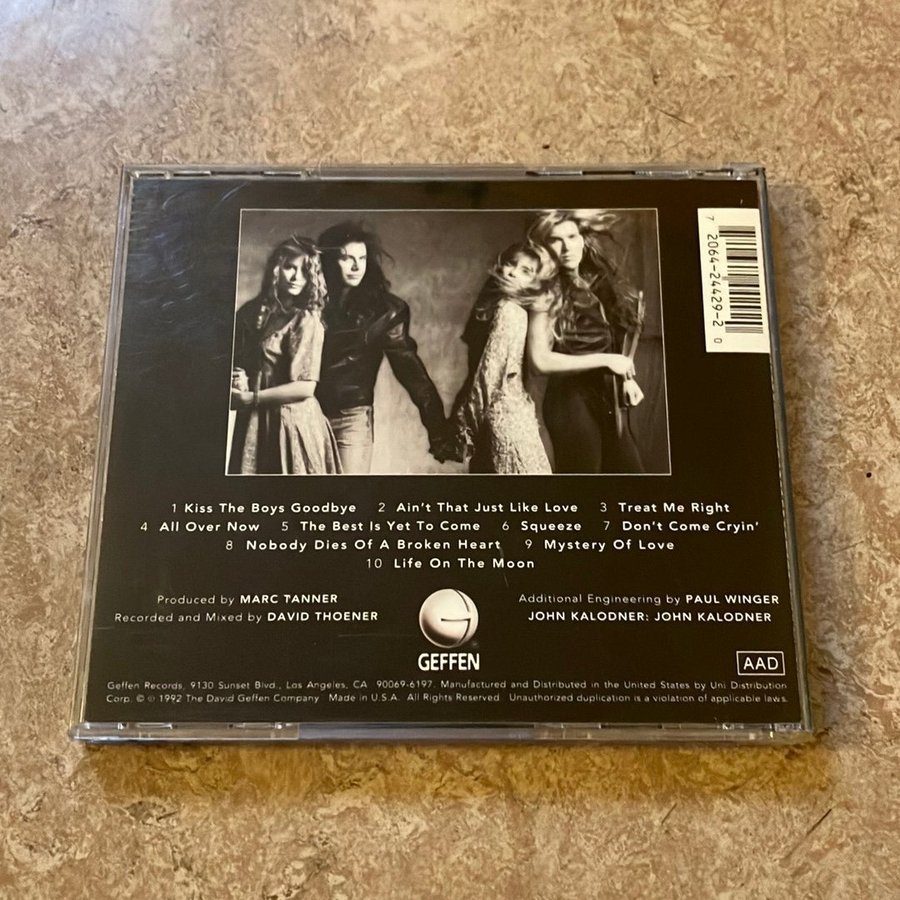 7 2064-24429-2 0
1 Kiss The Boys Goodbye 2 Ain't That Just Like Love 3 Treat Me Right
4 All Over Now 5 The Best Is Yet To Come 6 Squeeze 7 Don't Come Cryin'
8 Nobody Dies Of A Broken Heart 9 Mystery Of Love
10 Life On The Moon
Produced by MARC TANNER
Recorded and Mixed by DAVID THOENER
GEFFEN
Additional Engineering by PAUL WINGER
JOHN KALODNER: JOHN KALODNER
AAD
Geffen Records, 9130 Sunset Blvd., Los Angeles, CA 90069-6197. Manufactured and Distributed in the United States by Uni Distribution
Corp. © ℗ 1992 The David Geffen Company Made in U.S.A. All Rights Reserved. Unauthorized duplication is a violation of applicable laws.